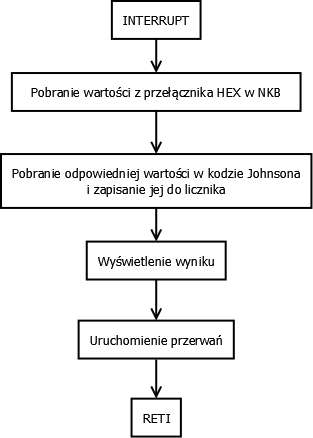 INTERRUPT
Pobranie wartości z przełącznika HEX w NKB
Pobranie odpowiedniej wartości w kodzie Johnsona
i zapisanie jej do licznika
Wyświetlenie wyniku
Uruchomienie przerwań
RETI